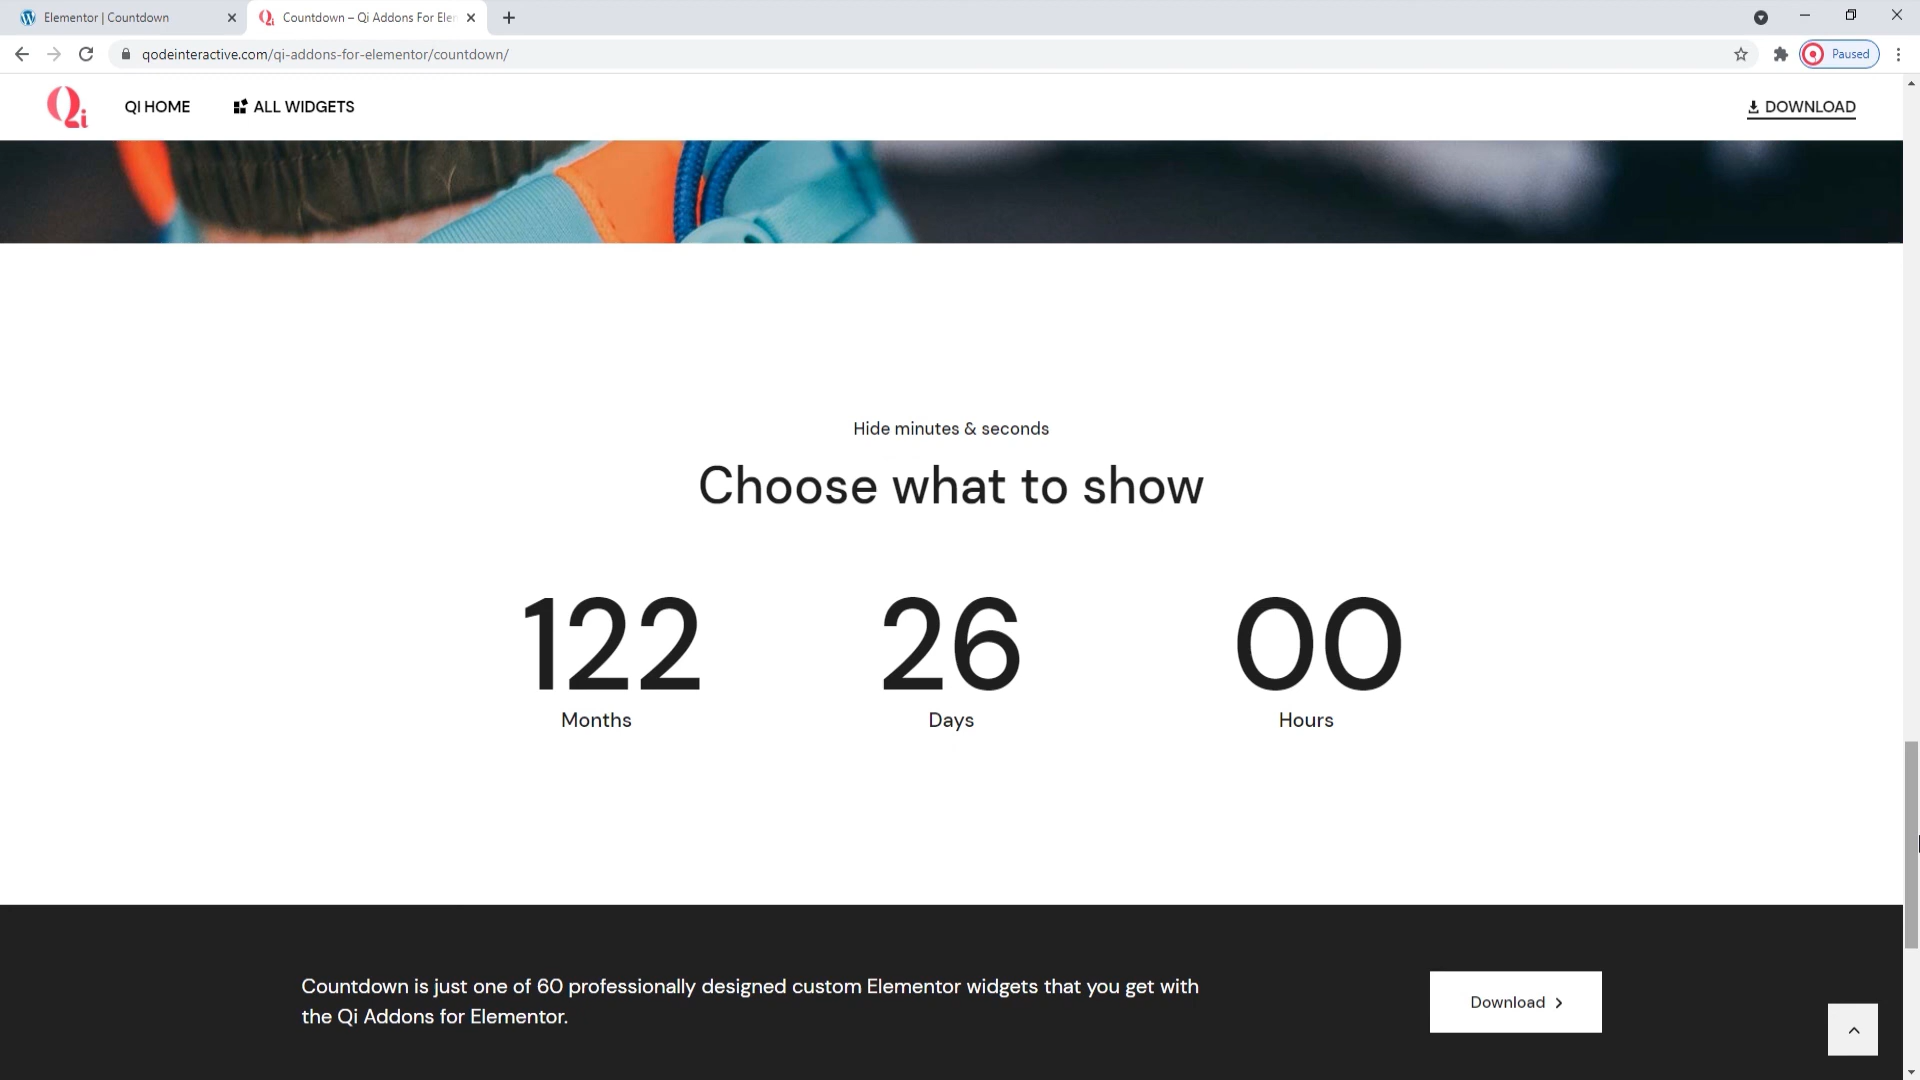 Elementor | Countdown
Countdown – Qi Addons For Ele
qodeinteractive.com/qi-addons-for-elementor/countdown/
Paused
Qi
QI HOME
ALL WIDGETS
DOWNLOAD
Hide minutes & seconds
Choose what to show
122 26 00
Months Days Hours
Countdown is just one of 60 professionally designed custom Elementor widgets that you get with
the Qi Addons for Elementor.
Download